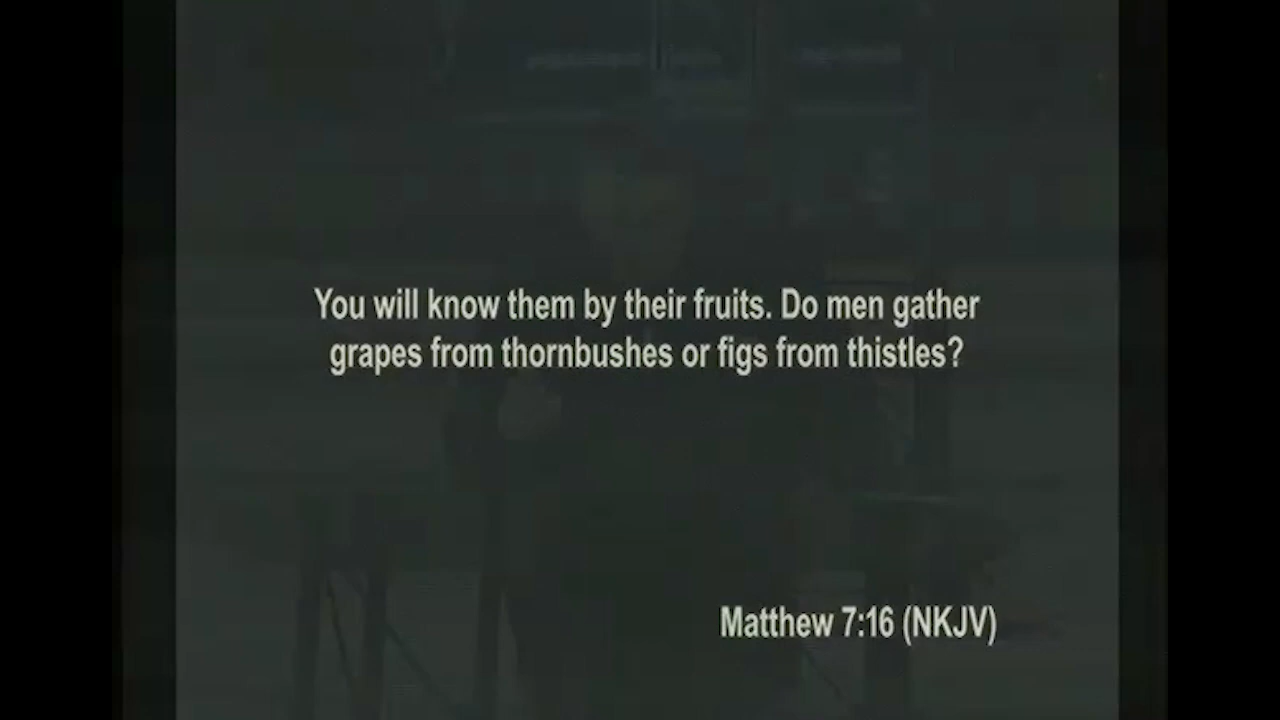 You will know them by their fruits. Do men gather
grapes from thornbushes or figs from thistles?
Matthew 7:16 (NKJV)